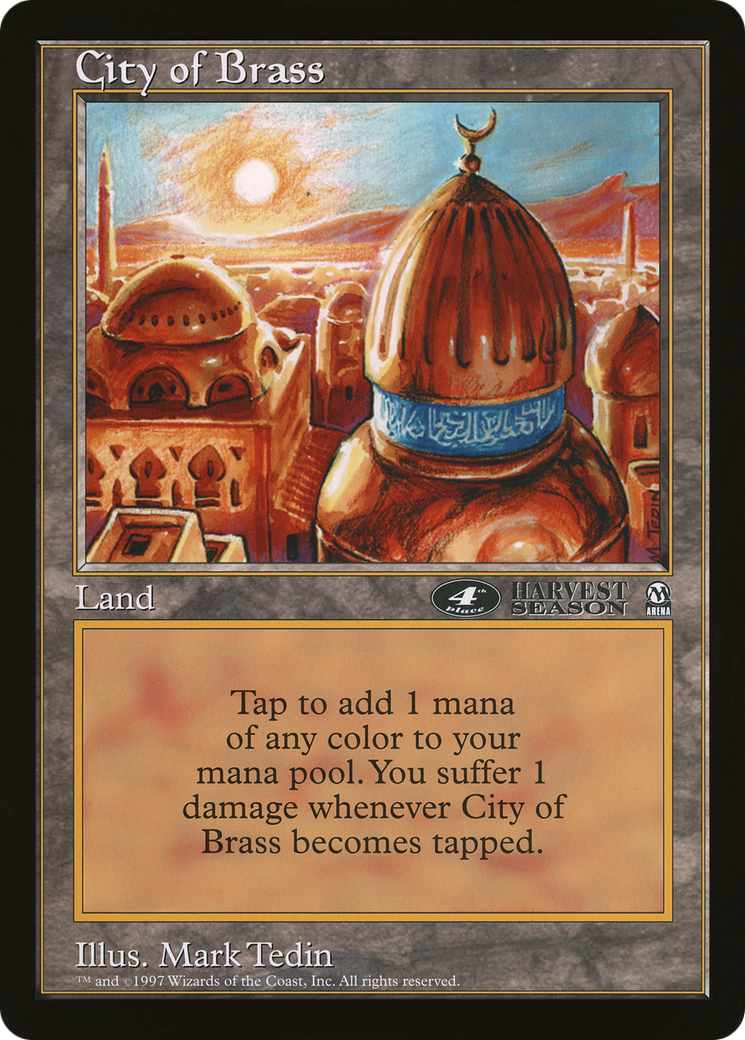 City of Brass
M. TEDIN
Land
4th place
HARVEST
SEASON
ARENA
Tap to add 1 mana
of any color to your
mana pool. You suffer 1
damage whenever City of
Brass becomes tapped.
Illus. Mark Tedin
™ and ©1997 Wizards of the Coast, Inc. All rights reserved.